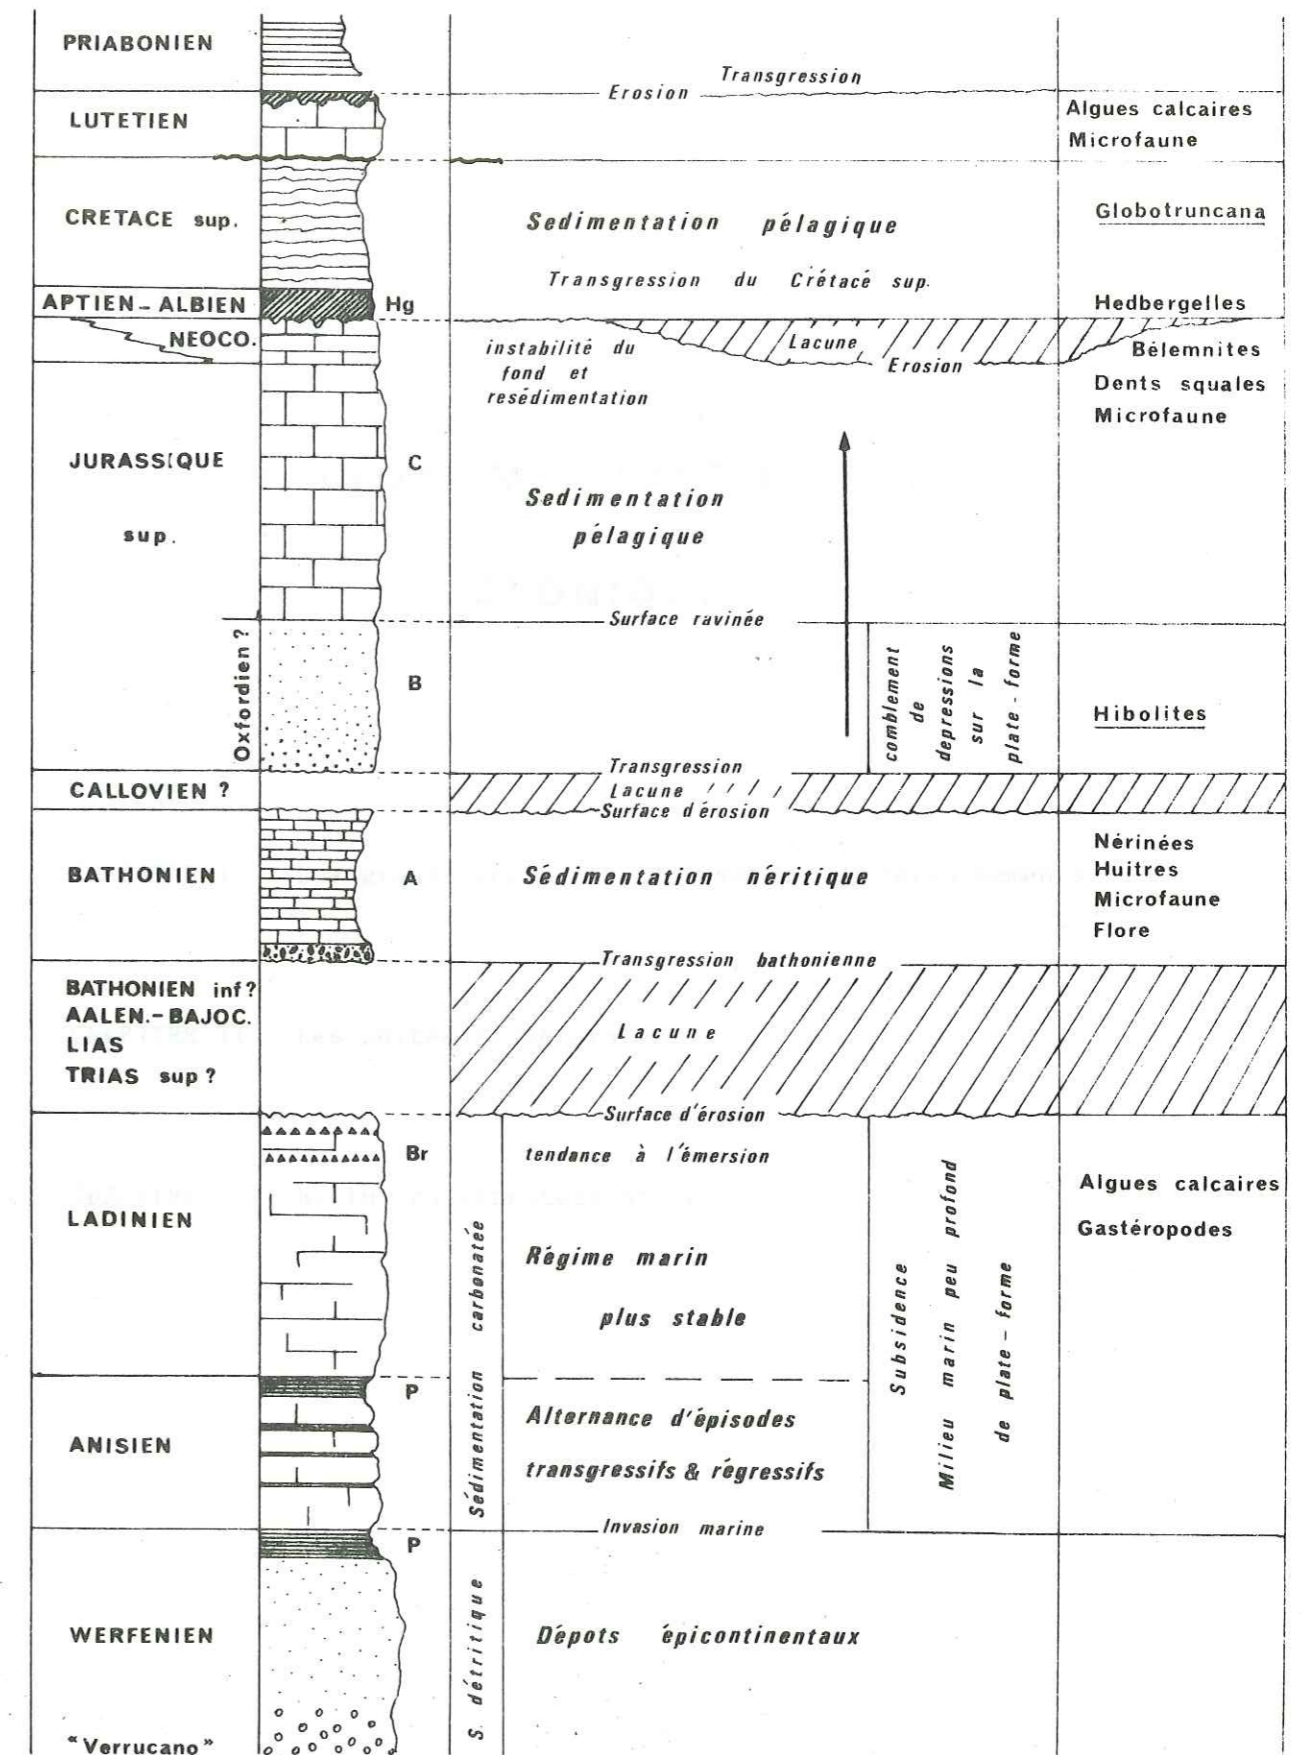 PRIABONIEN
Transgression
Erosion
LUTETIEN
Algues calcaires
Microfaune
CRETACE sup.
Sedimentation pélagique
Globotruncana
Transgression du Crétacé sup.
APTIEN - ALBIEN
Hg
Hedbergelles
NEOCO.
instabilité du
fond et
resédimentation
Lacune
Erosion
Bélemnites
Dents squales
Microfaune
JURASSIQUE
sup.
C
Sedimentation
pélagique
Surface ravinée
Oxfordien ?
B
comblement
de
depressions
sur la
plate - forme
Hibolites
Transgression
CALLOVIEN ?
Lacune
Surface d'érosion
BATHONIEN
A
Sédimentation néritique
Nérinées
Huitres
Microfaune
Flore
Transgression bathonienne
BATHONIEN inf?
AALEN.-BAJOC.
LIAS
TRIAS sup ?
Lacune
Surface d'érosion
Br
tendance à l'émersion
LADINIEN
Sédimentation carbonatée
Régime marin
plus stable
Subsidence
Milieu marin peu profond
de plate - forme
Algues calcaires
Gastéropodes
P
ANISIEN
Alternance d'épisodes
transgressifs & régressifs
Invasion marine
P
WERFENIEN
S. détritique
Dépots épicontinentaux
"Verrucano"